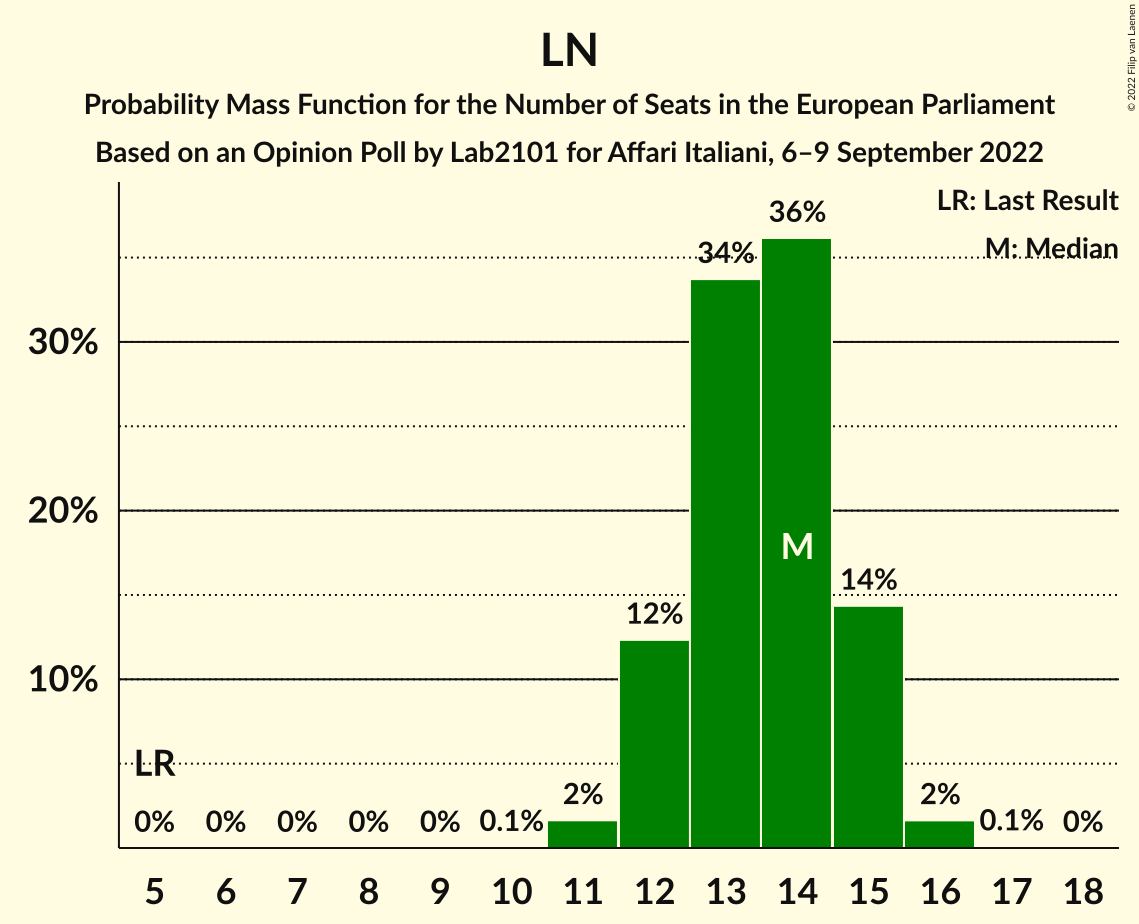 LN
Probability Mass Function for the Number of Seats in the European Parliament
Based on an Opinion Poll by Lab2101 for Affari Italiani, 6–9 September 2022
© 2022 Filip van Laenen
LR: Last Result
M: Median
36%
34%
30%
20%
M
14%
12%
10%
LR
2%
2%
0% 0% 0% 0% 0% 0.1% 0.1% 0%
5 6 7 8 9 10 11 12 13 14 15 16 17 18